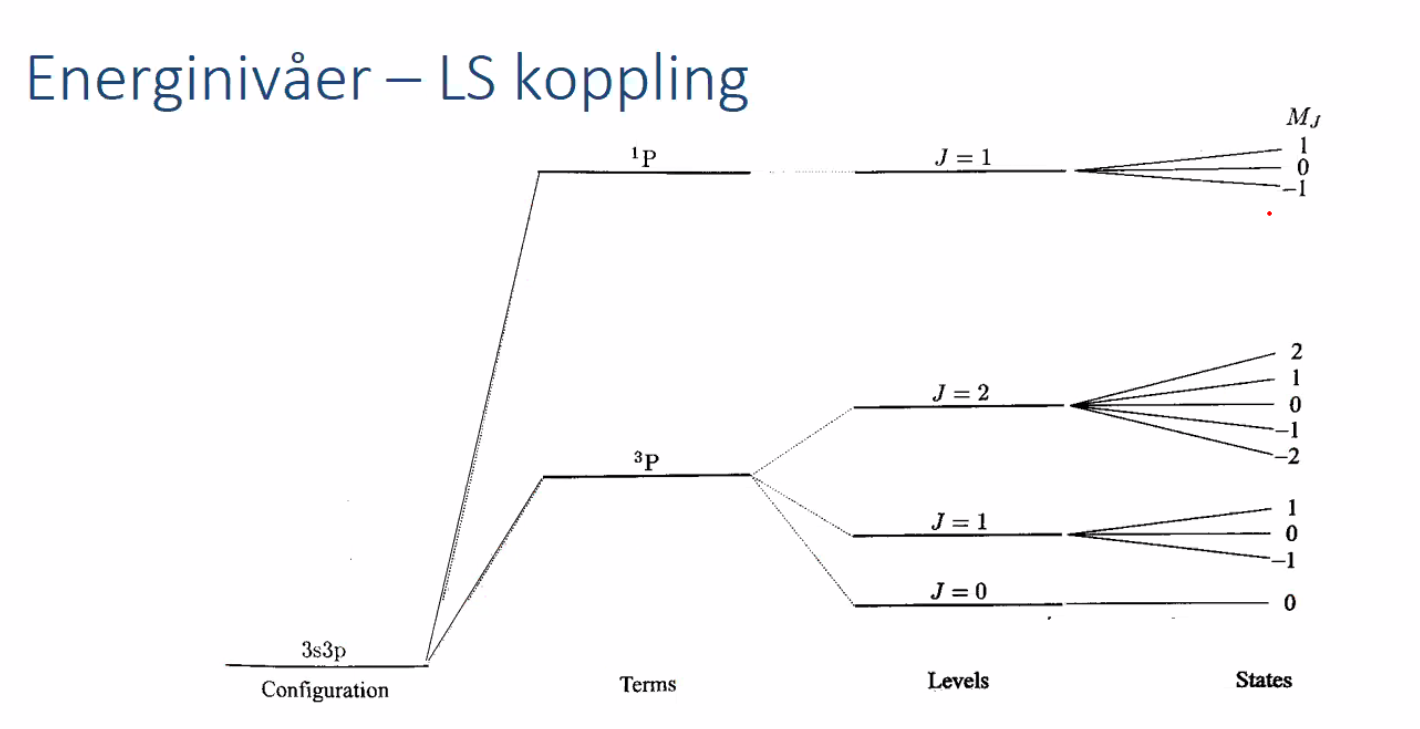 Energinivåer – LS koppling
M_J
¹P
J = 1
1
0
−1
2
J = 2
1
0
−1
−2
³P
1
J = 1
0
−1
J = 0
0
3s3p
Configuration
Terms
Levels
States